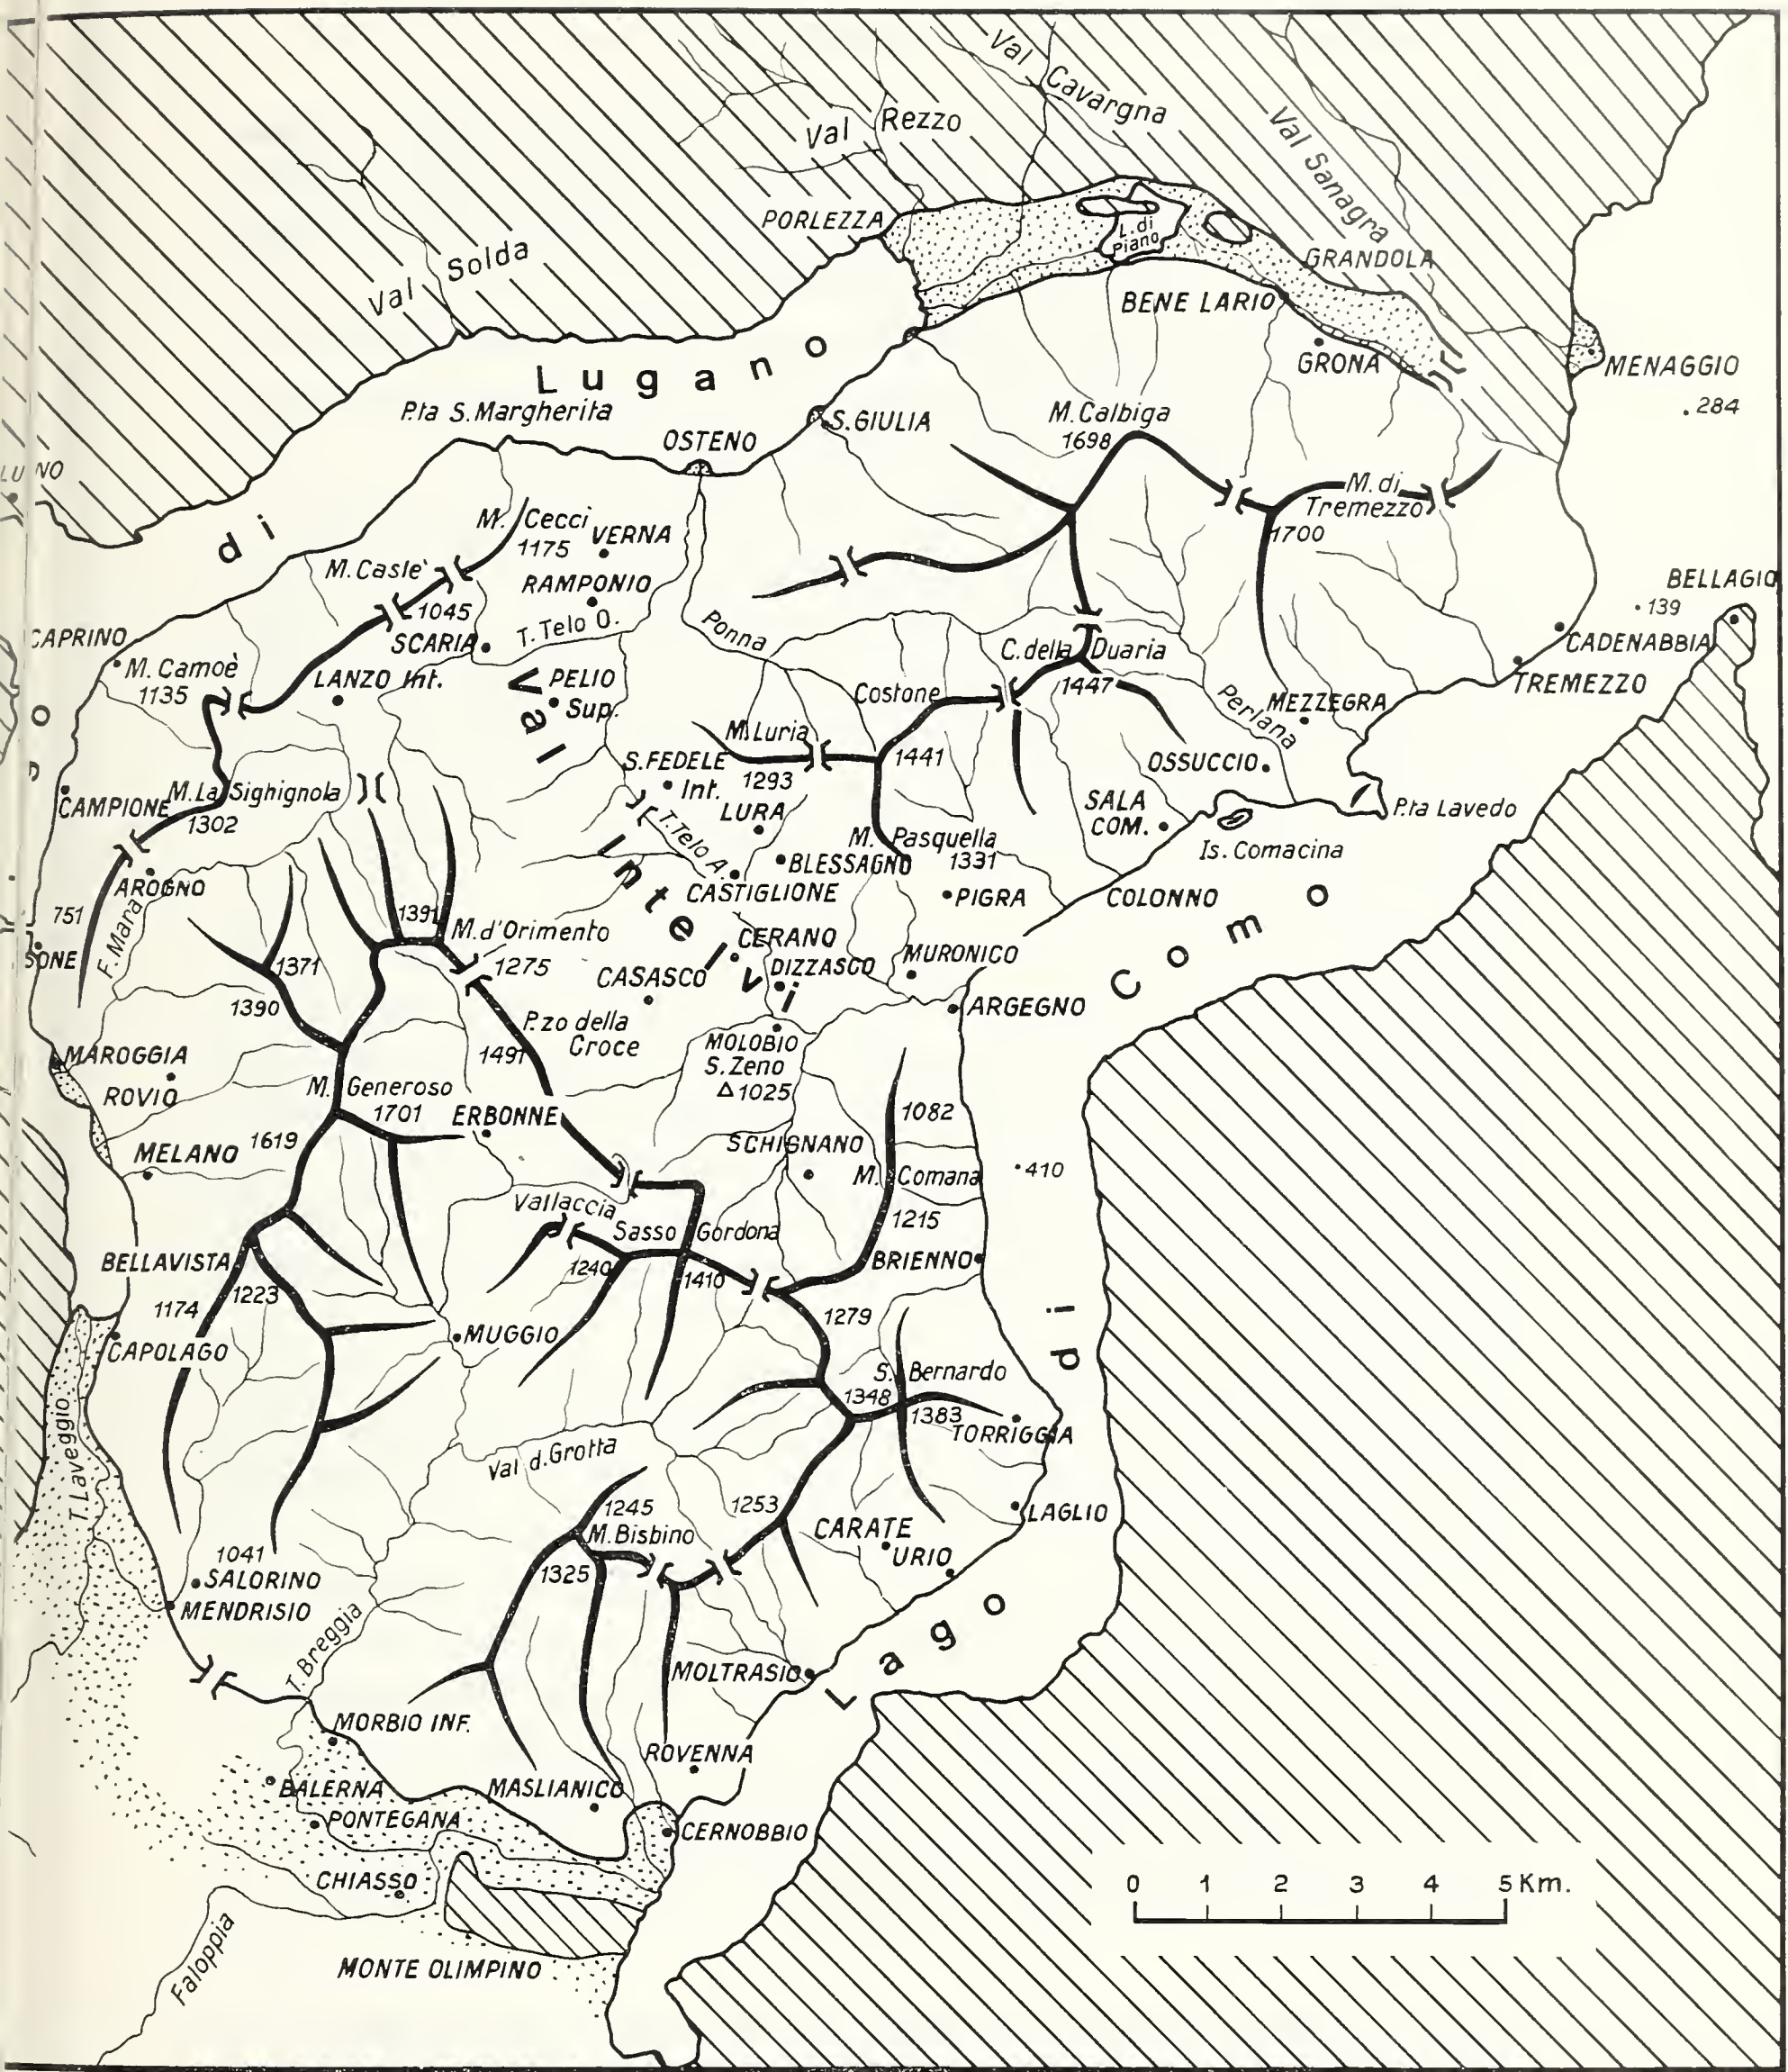 Val Cavargna
Val Rezzo
Val Sanagra
PORLEZZA
L. di
Piano
GRANDOLA
Val Solda
BENE LARIO
GRONA
MENAGGIO
. 284
Lugano
P.ta S. Margherita
S. GIULIA
M. Calbiga
1698
OSTENO
M. di
Tremezzo
1700
di
M. Cecci
1175
VERNA
M. Caslè
1045
RAMPONIO
BELLAGIO
139
CAPRINO
SCARIA
T. Telo O.
Ponna
C. della Duaria
1447
CADENABBIA
M. Camoè
1135
LANZO Int.
PELIO
Sup.
Costone
Perlana
MEZZEGRA
TREMEZZO
Val Intelvi
M. Luria
1293
1441
S. FEDELE
Int.
OSSUCCIO
CAMPIONE
M. La Sighignola
1302
LURA
SALA
COM.
P.ta Lavedo
T. Telo A.
M. Pasquella
1331
Is. Comacina
BLESSAGNO
AROGNO
CASTIGLIONE
PIGRA
COLONNO
751
F. Mara
1391
M. d'Orimento
1275
CERANO
SONE
1371
CASASCO
DIZZASCO
MURONICO
1390
ARGEGNO
P.zo della
Croce
1491
MOLOBIO
S. Zeno
1025
MAROGGIA
ROVIO
M. Generoso
1701
ERBONNE
1082
MELANO
1619
SCHIGNANO
M. Comana
1215
410
Vallaccia
Sasso Gordona
1240
1410
BELLAVISTA
BRIENNO
1174
1223
1279
CAPOLAGO
MUGGIO
S. Bernardo
1348
1383
TORRIGGIA
T. Laveggio
Val d. Grotta
1245
M. Bisbino
1325
1253
CARATE
URIO
LAGLIO
1041
SALORINO
MENDRISIO
T. Breggia
MOLTRASIO
Lago di Como
MORBIO INF.
ROVENNA
BALERNA
MASLIANICO
PONTEGANA
CERNOBBIO
CHIASSO
0 1 2 3 4 5 Km.
Faloppia
MONTE OLIMPINO